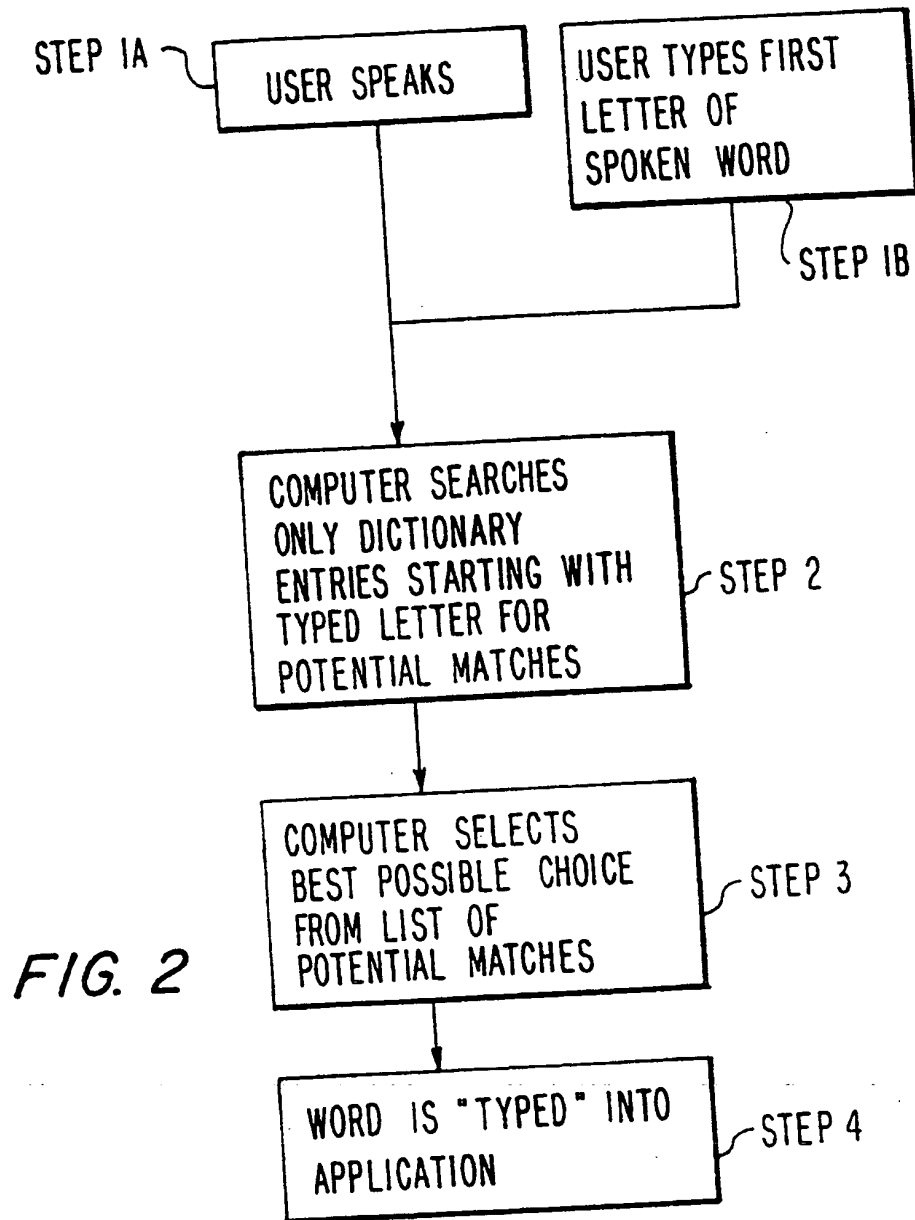 STEP 1A
USER SPEAKS
USER TYPES FIRST
LETTER OF
SPOKEN WORD
STEP 1B
COMPUTER SEARCHES
ONLY DICTIONARY
ENTRIES STARTING WITH
TYPED LETTER FOR
POTENTIAL MATCHES
STEP 2
COMPUTER SELECTS
BEST POSSIBLE CHOICE
FROM LIST OF
POTENTIAL MATCHES
STEP 3
FIG. 2
WORD IS "TYPED" INTO
APPLICATION
STEP 4